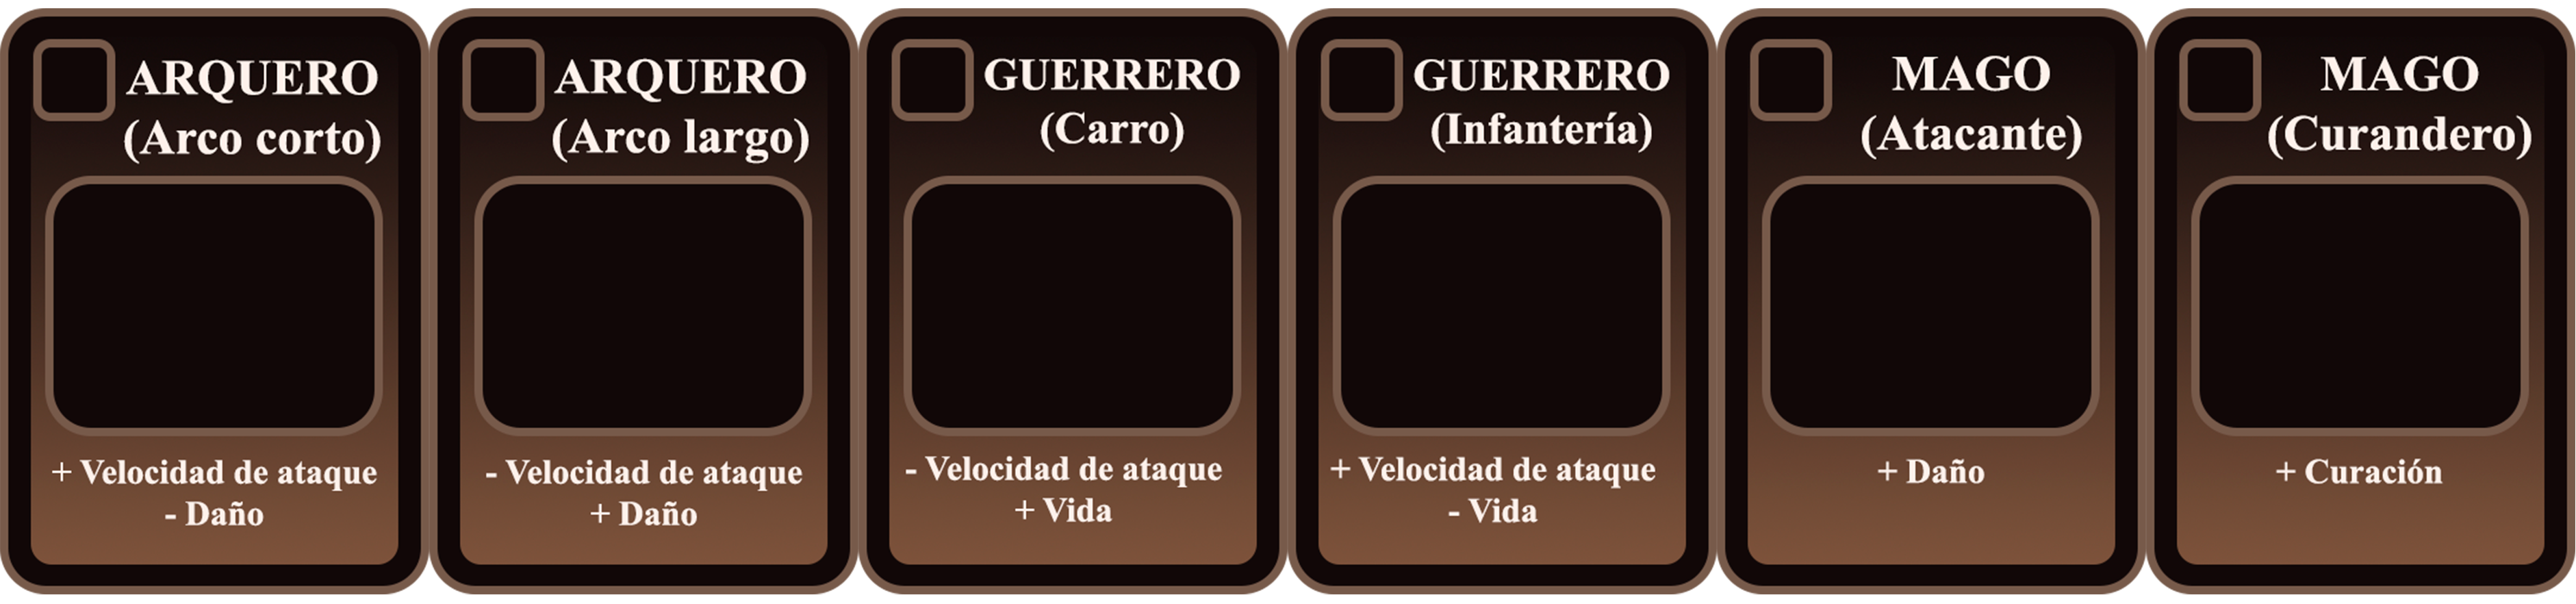 ARQUERO
(Arco corto)
+ Velocidad de ataque
- Daño
ARQUERO
(Arco largo)
- Velocidad de ataque
+ Daño
GUERRERO
(Carro)
- Velocidad de ataque
+ Vida
GUERRERO
(Infantería)
+ Velocidad de ataque
- Vida
MAGO
(Atacante)
+ Daño
MAGO
(Curandero)
+ Curación